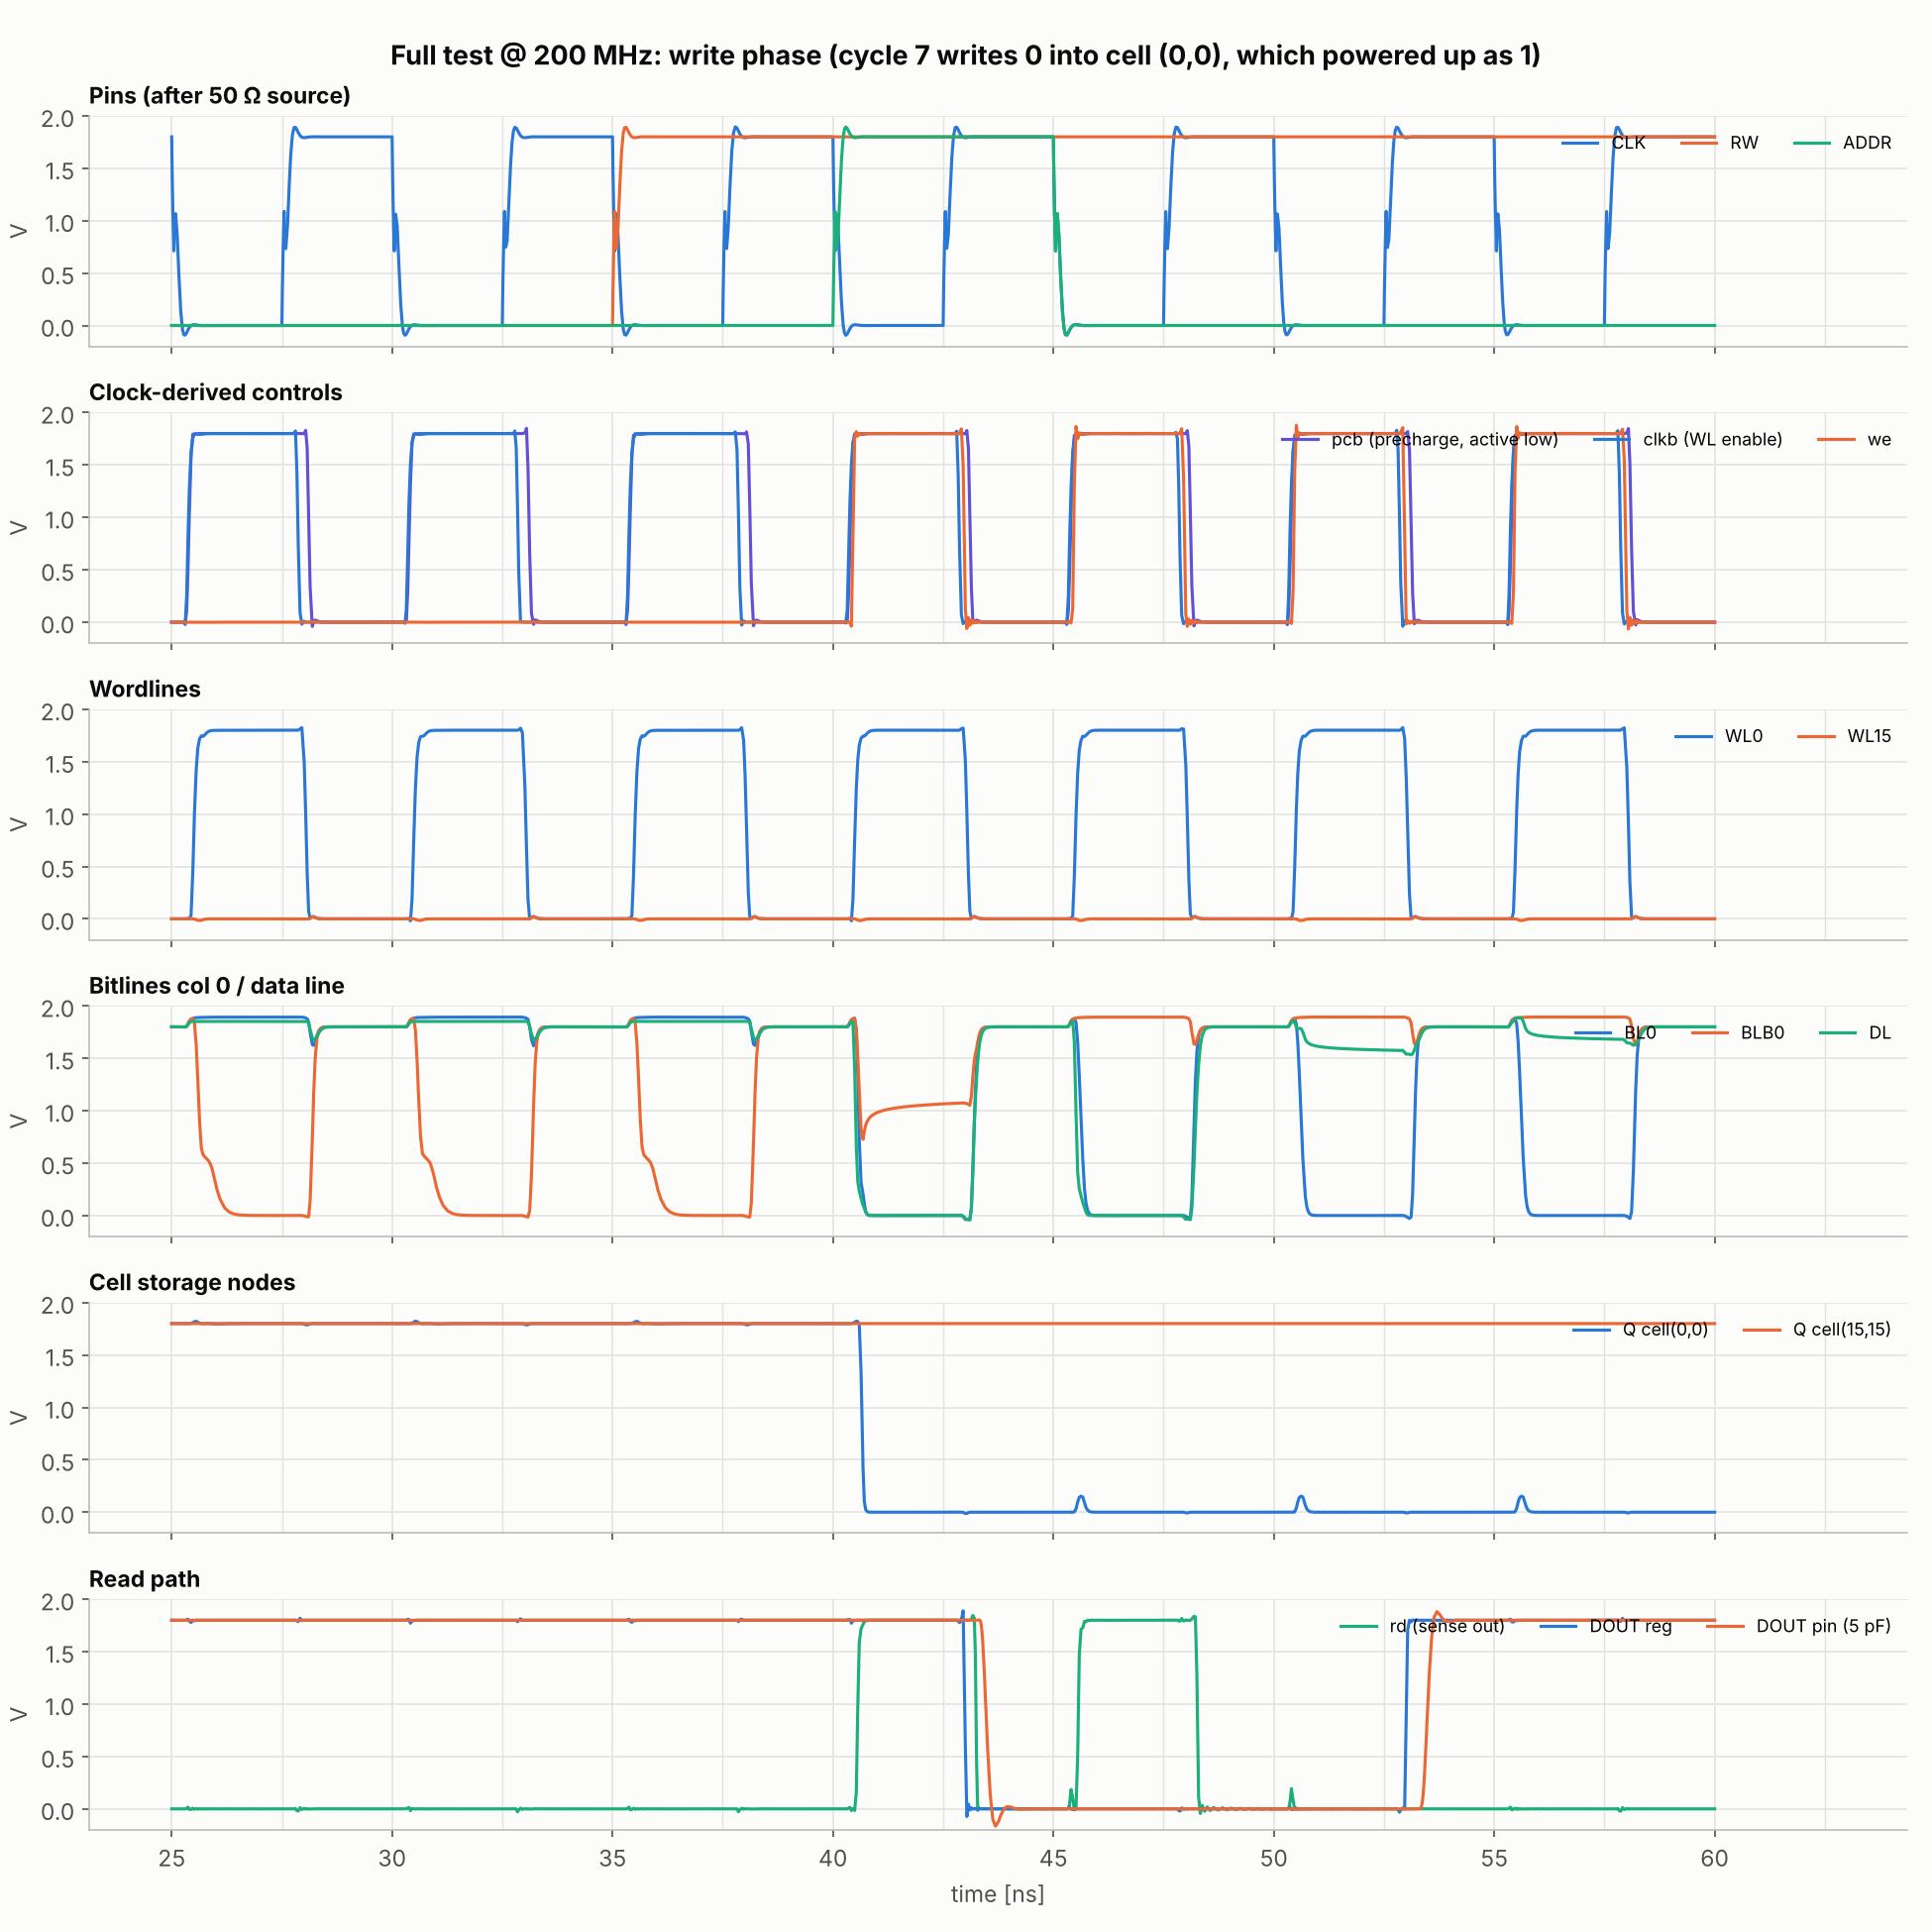 Full test @ 200 MHz: write phase (cycle 7 writes 0 into cell (0,0), which powered up as 1)
Pins (after 50 Ω source)
2.0
1.5
1.0
0.5
0.0
V
CLK RW ADDR
Clock-derived controls
2.0
1.5
1.0
0.5
0.0
V
pcb (precharge, active low) clkb (WL enable) we
Wordlines
2.0
1.5
1.0
0.5
0.0
V
WL0 WL15
Bitlines col 0 / data line
2.0
1.5
1.0
0.5
0.0
V
BL0 BLB0 DL
Cell storage nodes
2.0
1.5
1.0
0.5
0.0
V
Q cell(0,0) Q cell(15,15)
Read path
2.0
1.5
1.0
0.5
0.0
V
rd (sense out) DOUT reg DOUT pin (5 pF)
25 30 35 40 45 50 55 60
time [ns]